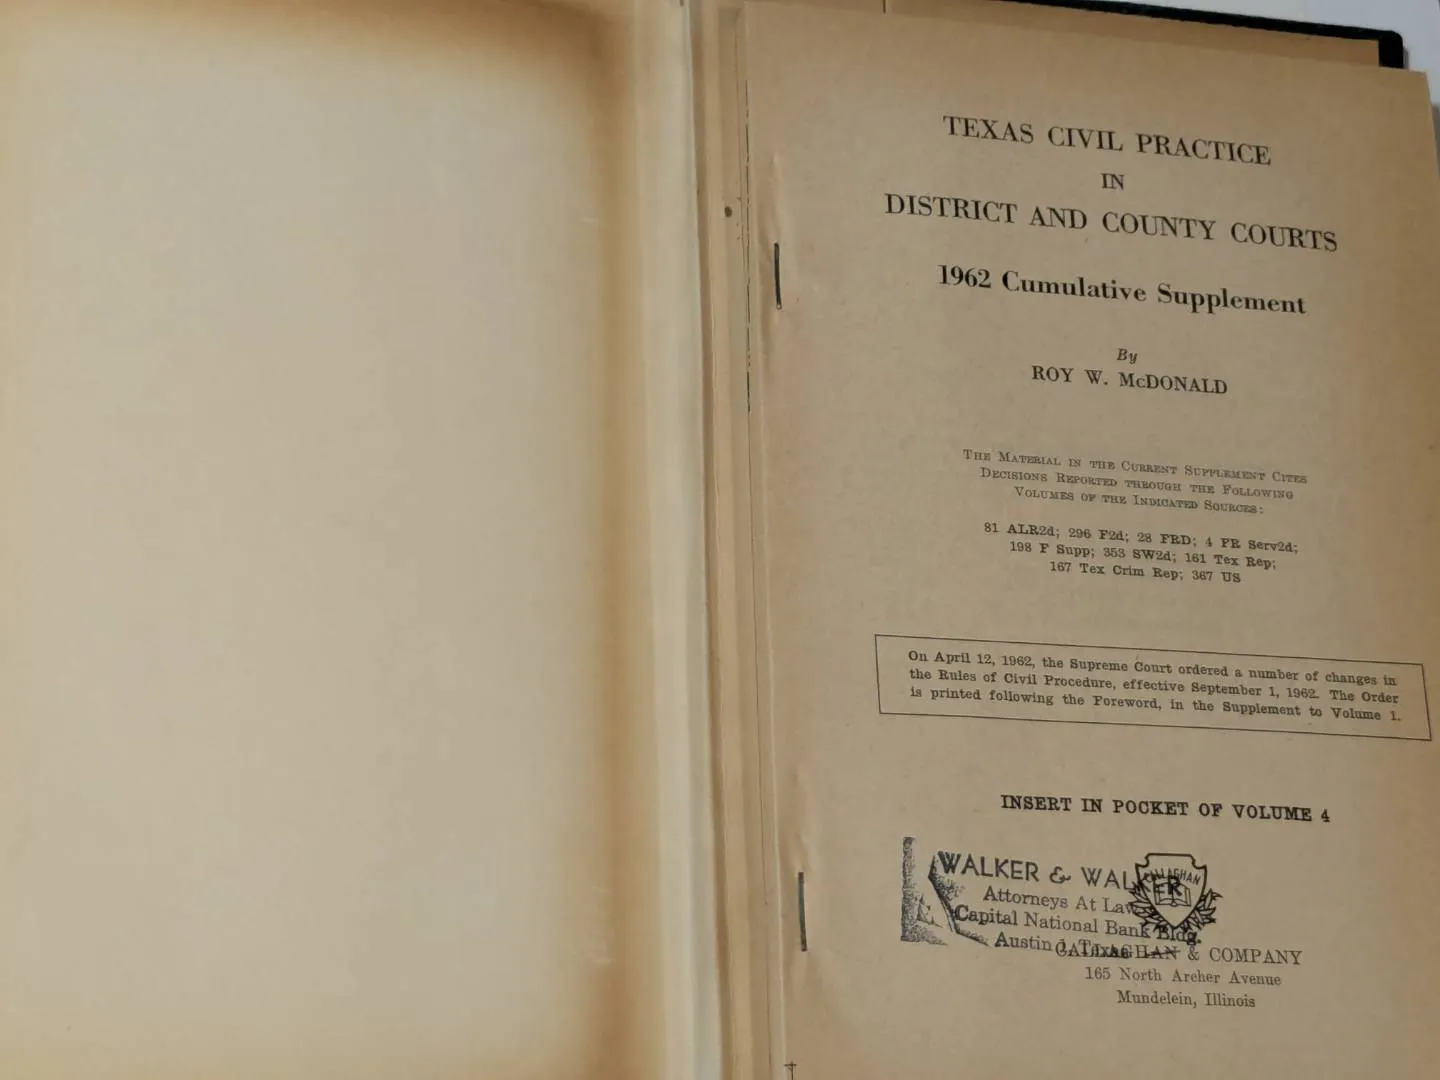 TEXAS CIVIL PRACTICE
IN
DISTRICT AND COUNTY COURTS
1962 Cumulative Supplement
By
ROY W. McDONALD
THE MATERIAL IN THE CURRENT SUPPLEMENT CITES
DECISIONS REPORTED THROUGH THE FOLLOWING
VOLUMES OF THE INDICATED SOURCES:
81 ALR2d; 296 F2d; 28 FRD; 4 FR Serv2d;
198 F Supp; 353 SW2d; 161 Tex Rep;
167 Tex Crim Rep; 367 US
On April 12, 1962, the Supreme Court ordered a number of changes in
the Rules of Civil Procedure, effective September 1, 1962. The Order
is printed following the Foreword, in the Supplement to Volume 1.
INSERT IN POCKET OF VOLUME 4
WALKER & WALKER
Attorneys At Law
Capital National Bank Bldg.
Austin 1, Texas
CALLAGHAN
CALLAGHAN & COMPANY
165 North Archer Avenue
Mundelein, Illinois